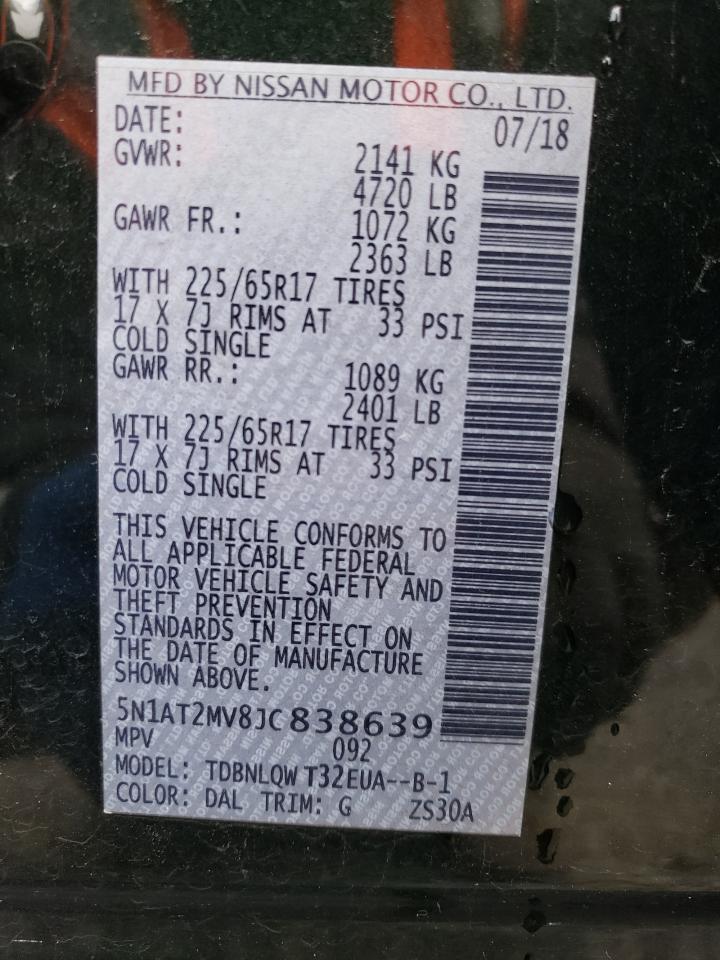 MFD BY NISSAN MOTOR CO., LTD.
DATE: 07/18
GVWR: 2141 KG
4720 LB
GAWR FR.: 1072 KG
2363 LB
WITH 225/65R17 TIRES
17 X 7J RIMS AT 33 PSI
COLD SINGLE
GAWR RR.: 1089 KG
2401 LB
WITH 225/65R17 TIRES
17 X 7J RIMS AT 33 PSI
COLD SINGLE
THIS VEHICLE CONFORMS TO
ALL APPLICABLE FEDERAL
MOTOR VEHICLE SAFETY AND
THEFT PREVENTION
STANDARDS IN EFFECT ON
THE DATE OF MANUFACTURE
SHOWN ABOVE.
5N1AT2MV8JC838639
MPV 092
MODEL: TDBNLQW T32EUA--B-1
COLOR: DAL TRIM: G ZS30A